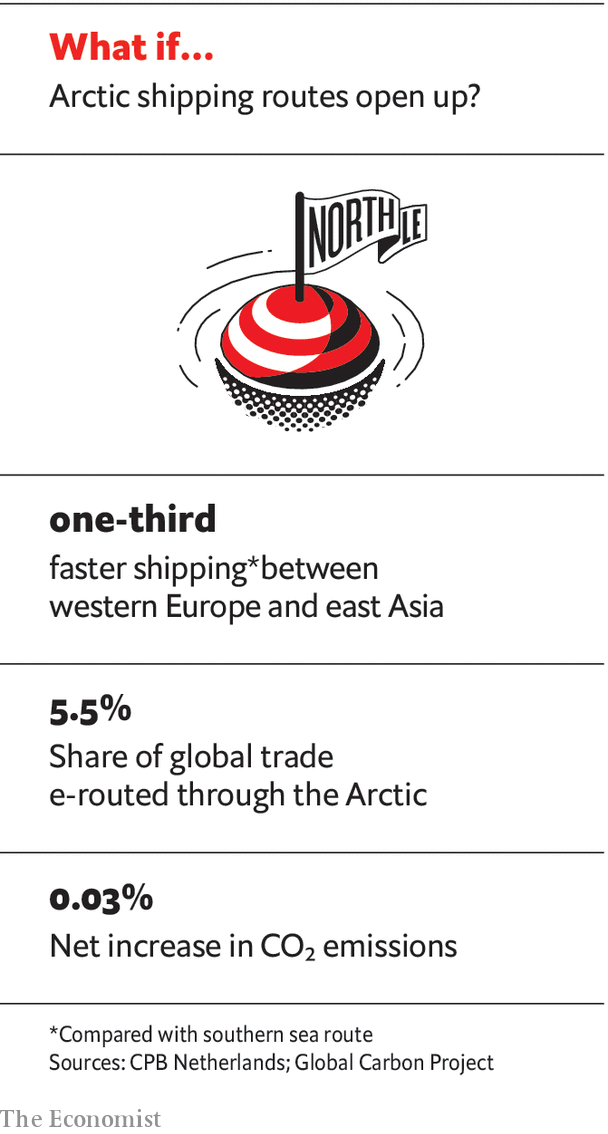 What if...
Arctic shipping routes open up?
NORTH LE
one-third
faster shipping*between
western Europe and east Asia
5.5%
Share of global trade
e-routed through the Arctic
0.03%
Net increase in CO₂ emissions
*Compared with southern sea route
Sources: CPB Netherlands; Global Carbon Project
The Economist